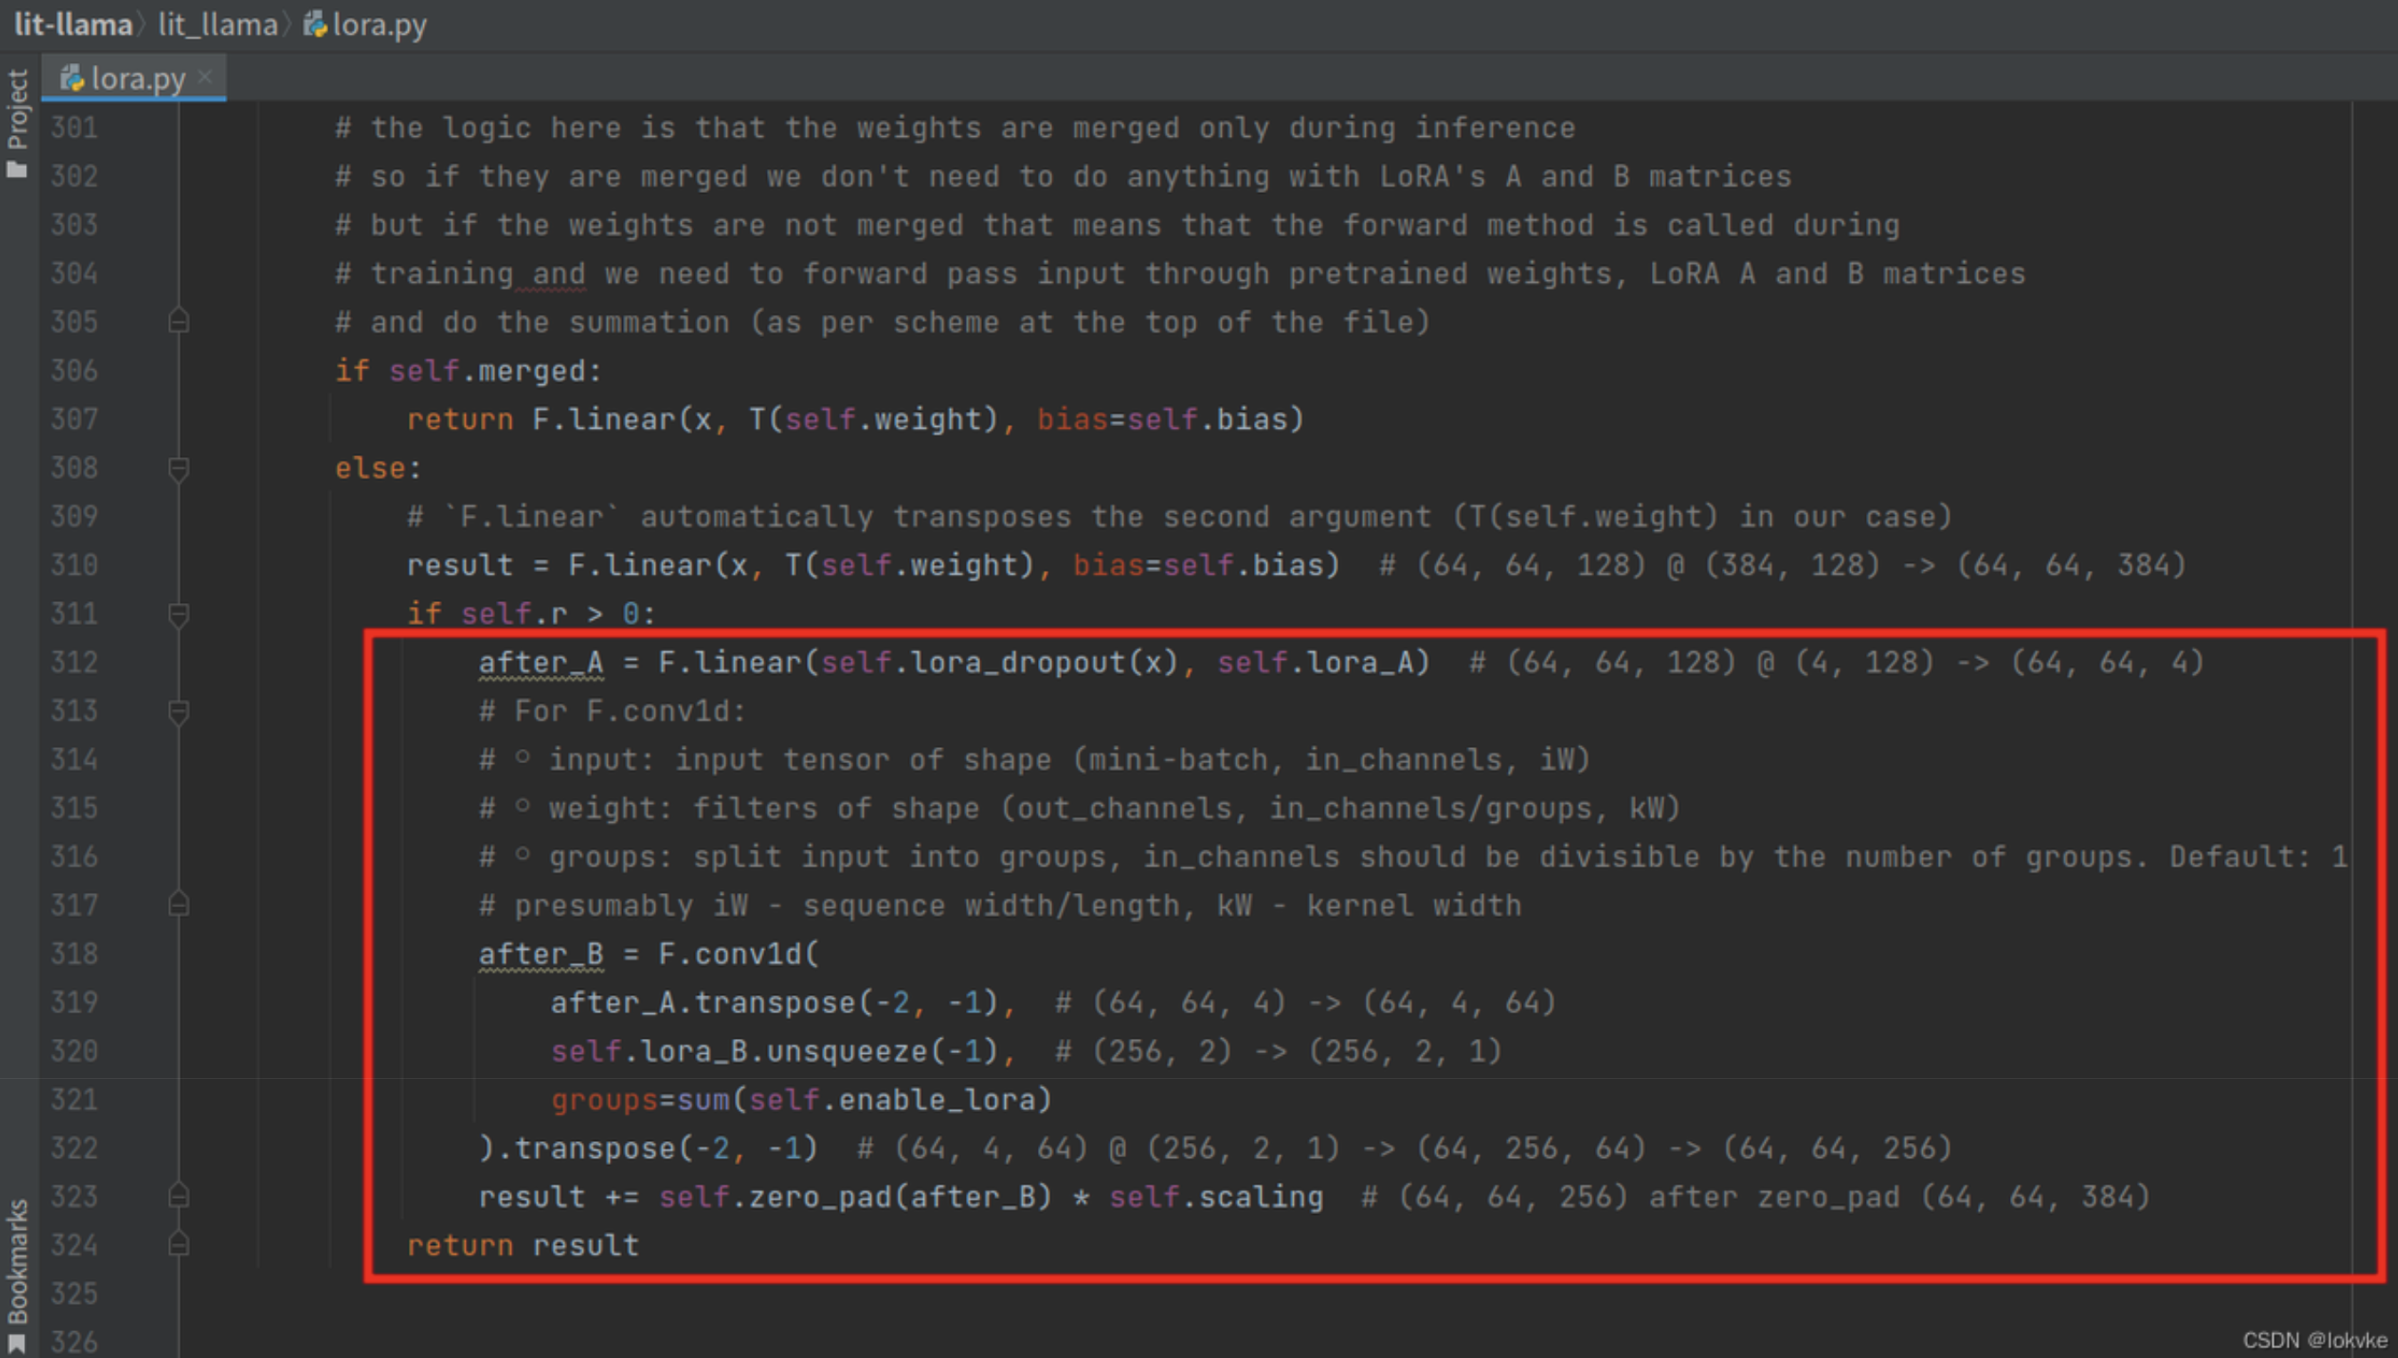 lit-llama lit_llama lora.py
lora.py
Project
301 # the logic here is that the weights are merged only during inference
302 # so if they are merged we don't need to do anything with LoRA's A and B matrices
303 # but if the weights are not merged that means that the forward method is called during
304 # training and we need to forward pass input through pretrained weights, LoRA A and B matrices
305 # and do the summation (as per scheme at the top of the file)
306 if self.merged:
307 return F.linear(x, T(self.weight), bias=self.bias)
308 else:
309 # `F.linear` automatically transposes the second argument (T(self.weight) in our case)
310 result = F.linear(x, T(self.weight), bias=self.bias)  # (64, 64, 128) @ (384, 128) -> (64, 64, 384)
311 if self.r > 0:
312 after_A = F.linear(self.lora_dropout(x), self.lora_A)  # (64, 64, 128) @ (4, 128) -> (64, 64, 4)
313 # For F.conv1d:
314 # ⚬ input: input tensor of shape (mini-batch, in_channels, iW)
315 # ⚬ weight: filters of shape (out_channels, in_channels/groups, kW)
316 # ⚬ groups: split input into groups, in_channels should be divisible by the number of groups. Default: 1
317 # presumably iW - sequence width/length, kW - kernel width
318 after_B = F.conv1d(
319 after_A.transpose(-2, -1),  # (64, 64, 4) -> (64, 4, 64)
320 self.lora_B.unsqueeze(-1),  # (256, 2) -> (256, 2, 1)
321 groups=sum(self.enable_lora)
322 ).transpose(-2, -1)  # (64, 4, 64) @ (256, 2, 1) -> (64, 256, 64) -> (64, 64, 256)
323 result += self.zero_pad(after_B) * self.scaling  # (64, 64, 256) after zero_pad (64, 64, 384)
324 return result
325
326
Bookmarks
CSDN @lokvke